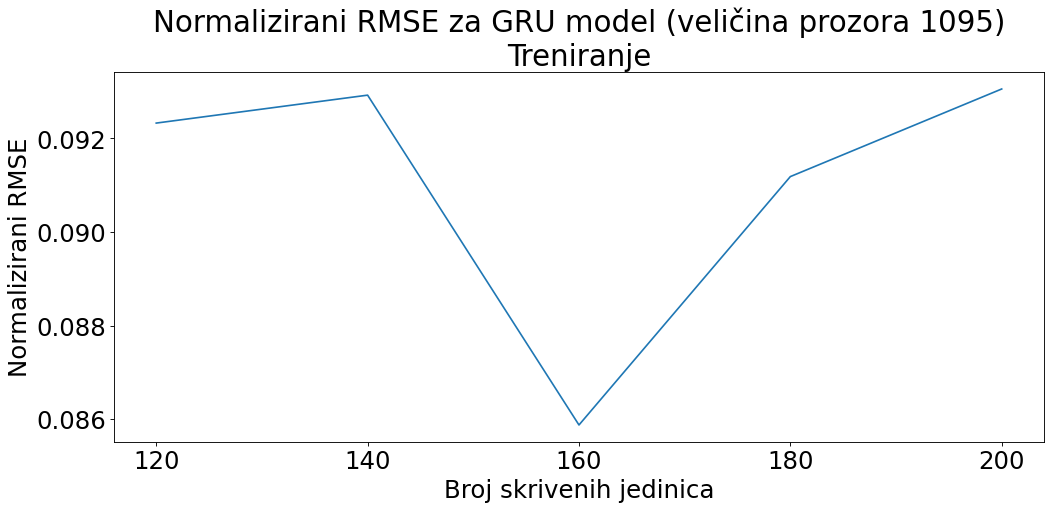 Normalizirani RMSE za GRU model (veličina prozora 1095)
Treniranje
Normalizirani RMSE
0.092
0.090
0.088
0.086
120 140 160 180 200
Broj skrivenih jedinica